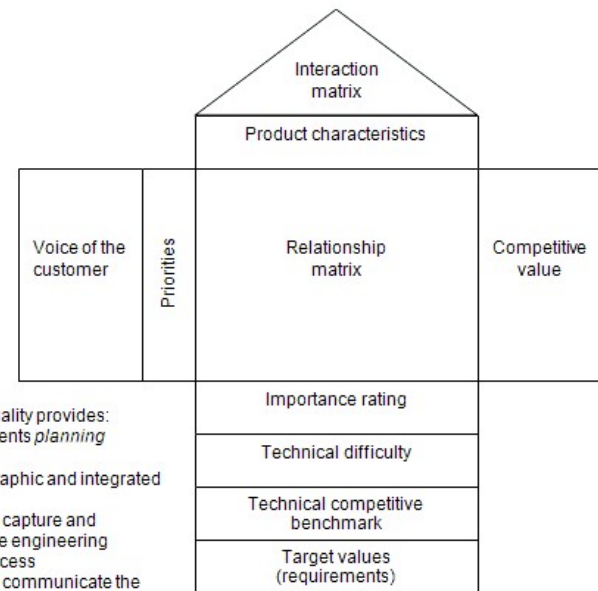 Interaction
matrix
Product characteristics
Voice of the
customer
Priorities
Relationship
matrix
Competitive
value
Importance rating
Technical difficulty
Technical competitive
benchmark
Target values
(requirements)
ality provides:
ents planning
aphic and integrated
capture and
e engineering
cess
communicate the